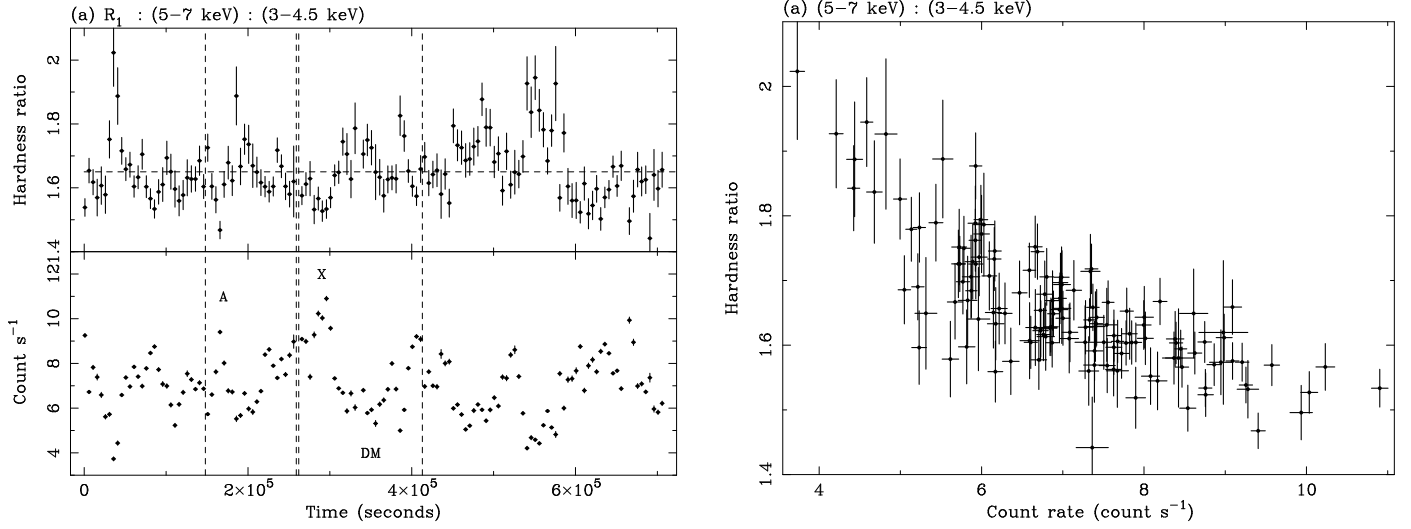 (a) R₁ : (5−7 keV) : (3−4.5 keV)
Hardness ratio
2
1.8
1.6
1.4
Count s⁻¹
12
10
8
6
4
A
X
DM
0
2×10⁵
4×10⁵
6×10⁵
Time (seconds)
(a) (5−7 keV) : (3−4.5 keV)
Hardness ratio
2
1.8
1.6
1.4
4
6
8
10
Count rate (count s⁻¹)